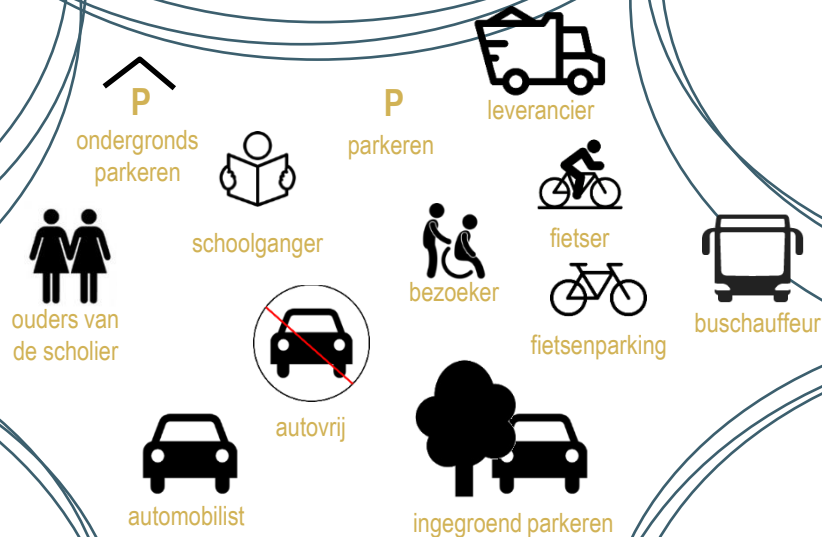 P
ondergronds
parkeren
P
parkeren
leverancier
schoolganger
bezoeker
fietser
fietsenparking
buschauffeur
ouders van
de scholier
autovrij
automobilist
ingegroend parkeren